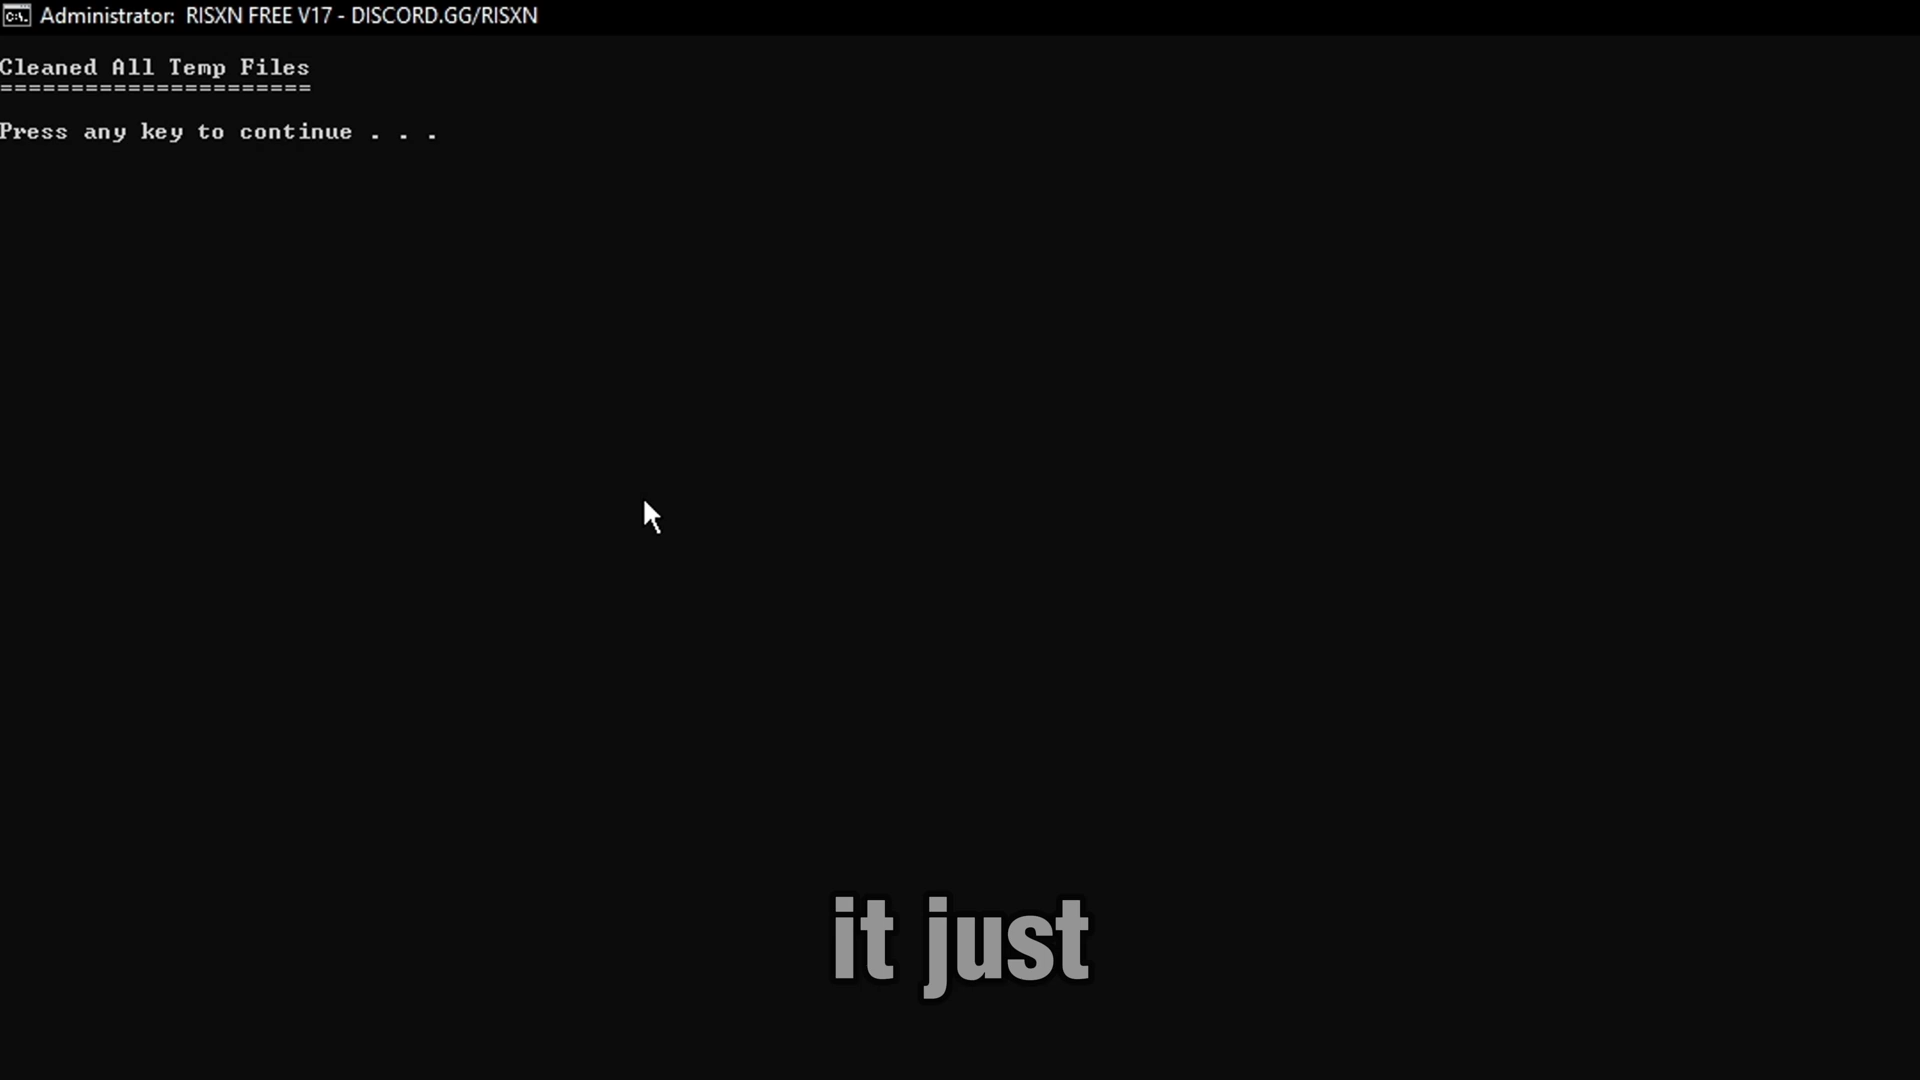 Administrator: RISXN FREE V17 - DISCORD.GG/RISXN
Cleaned All Temp Files
======================
Press any key to continue . . .
it just